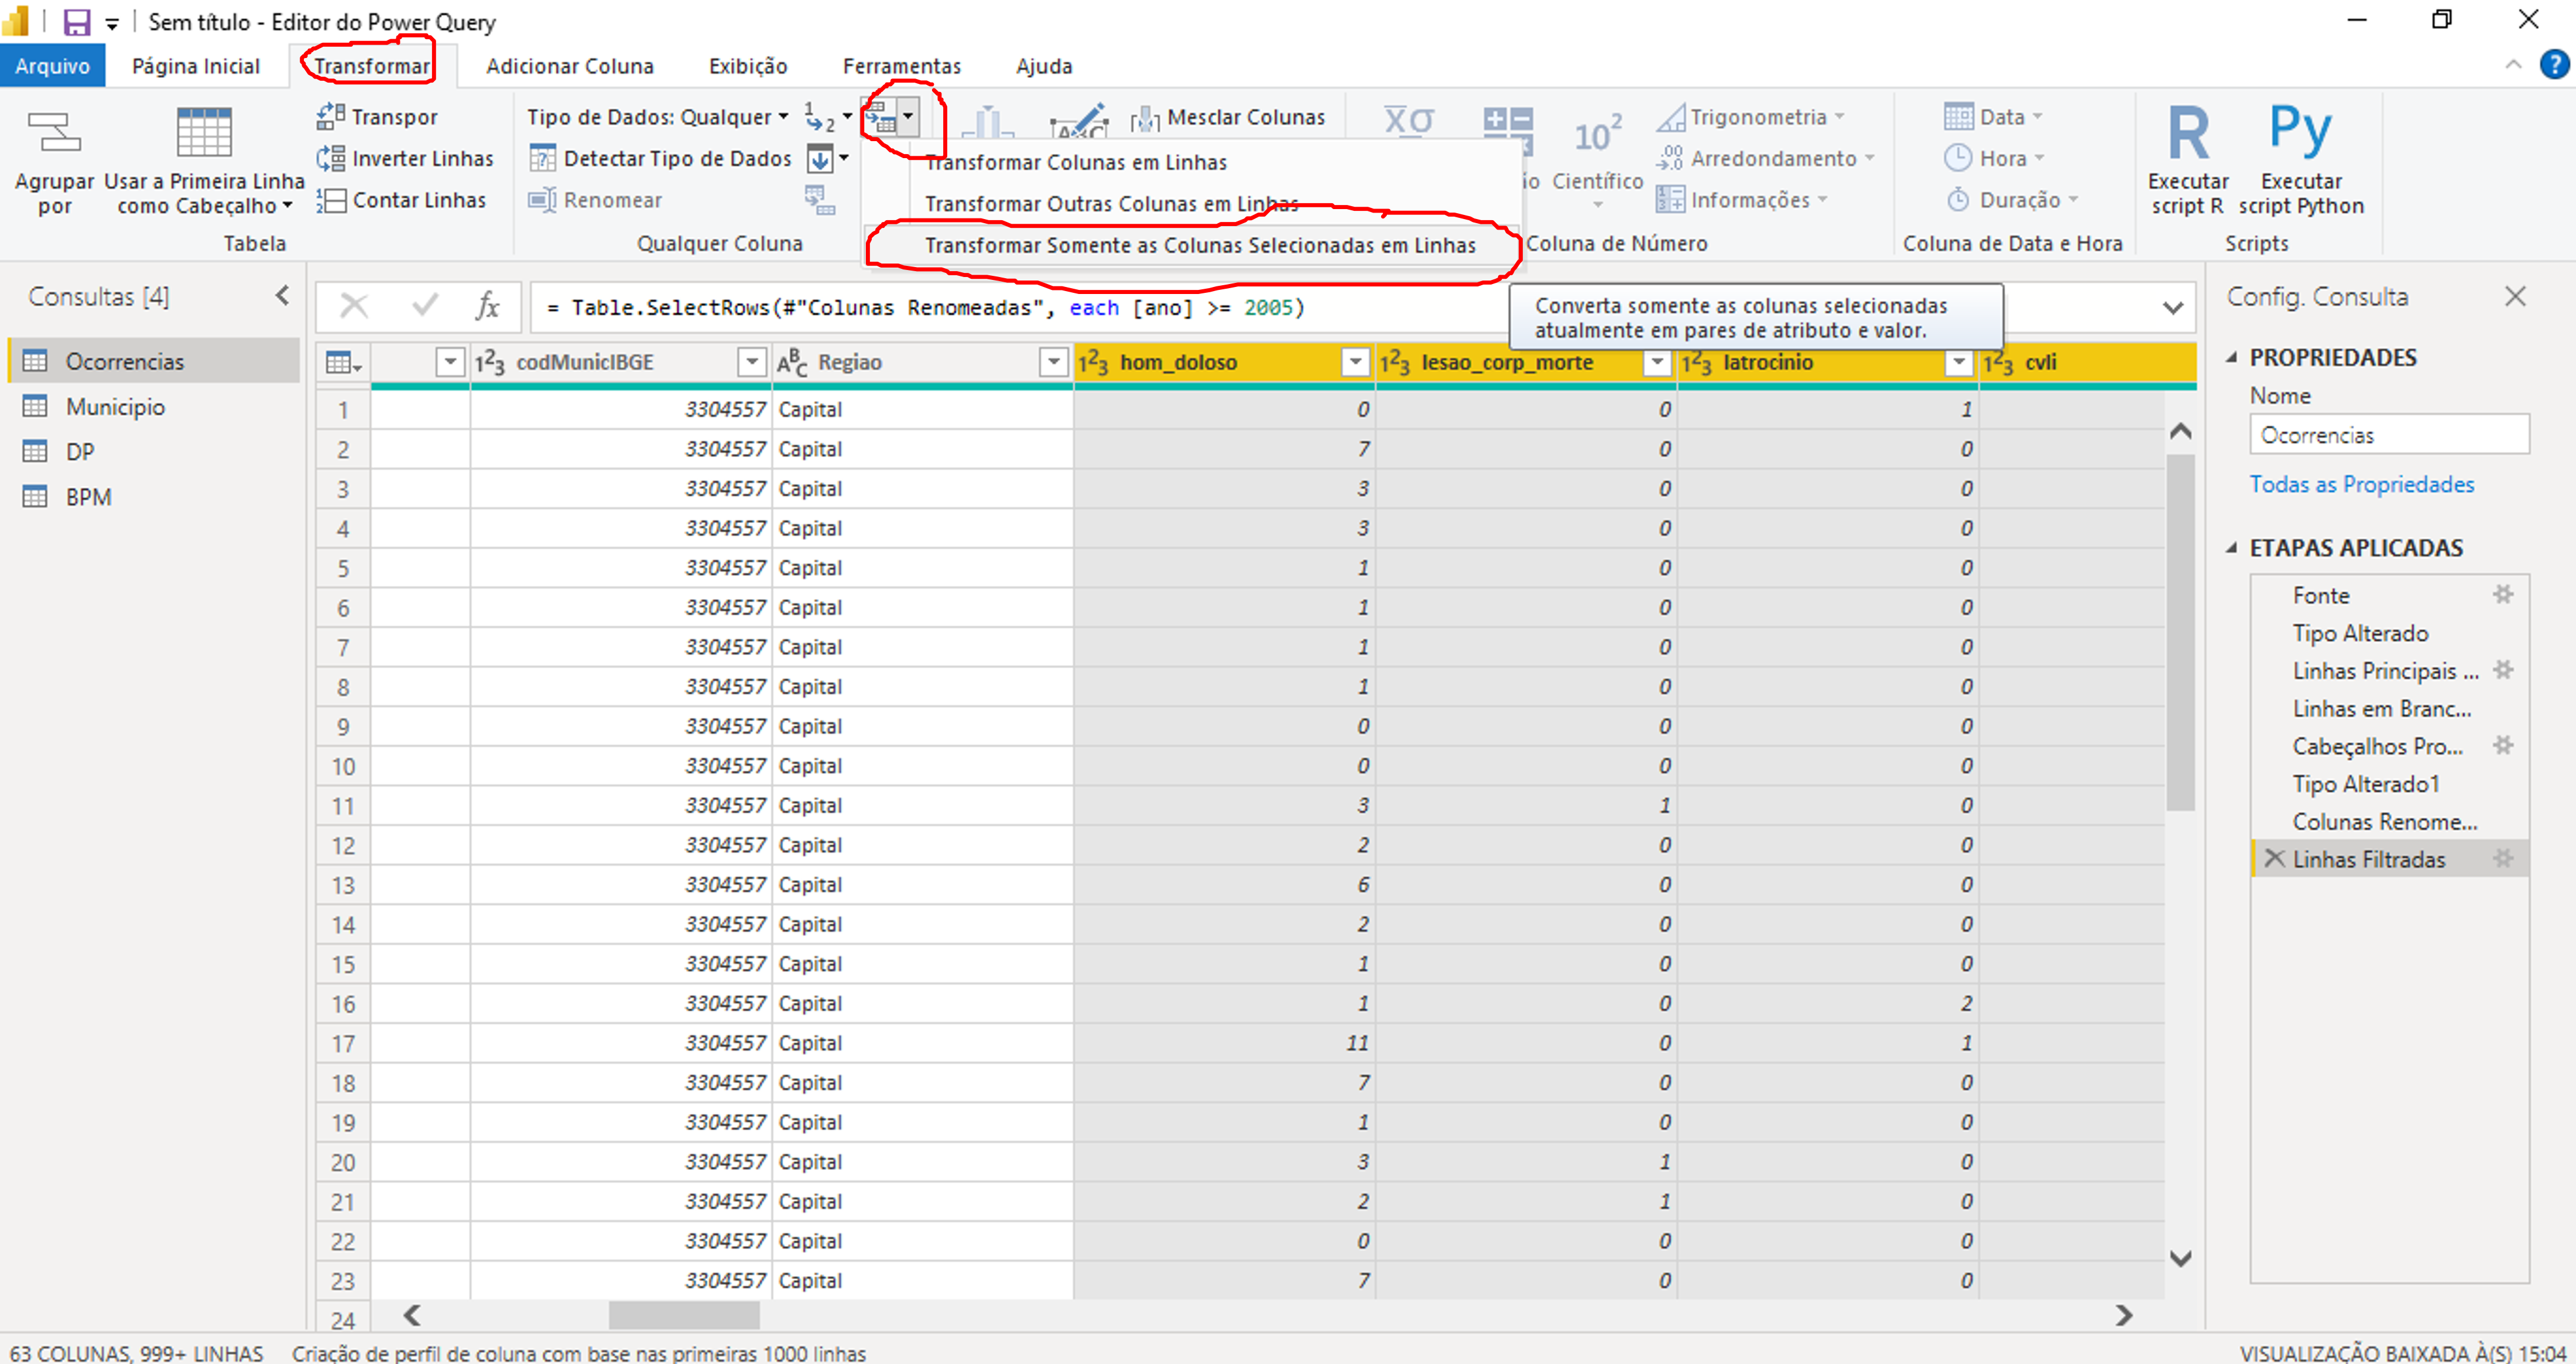 Sem título - Editor do Power Query
Arquivo Página Inicial Transformar Adicionar Coluna Exibição Ferramentas Ajuda
Agrupar por
Usar a Primeira Linha como Cabeçalho
Transpor
Inverter Linhas
Contar Linhas
Tabela
Tipo de Dados: Qualquer
Detectar Tipo de Dados
Renomear
Qualquer Coluna
Mesclar Colunas
Transformar Colunas em Linhas
Transformar Outras Colunas em Linhas
Transformar Somente as Colunas Selecionadas em Linhas
Converta somente as colunas selecionadas
atualmente em pares de atributo e valor.
Científico
Trigonometria
Arredondamento
Informações
Coluna de Número
Data
Hora
Duração
Coluna de Data e Hora
Executar script R
Executar script Python
Scripts
Consultas [4]
Ocorrencias
Municipio
DP
BPM
= Table.SelectRows(#"Colunas Renomeadas", each [ano] >= 2005)
codMunicIBGE Regiao hom_doloso lesao_corp_morte latrocinio cvli
1 3304557 Capital 0 0 1
2 3304557 Capital 7 0 0
3 3304557 Capital 3 0 0
4 3304557 Capital 3 0 0
5 3304557 Capital 1 0 0
6 3304557 Capital 1 0 0
7 3304557 Capital 1 0 0
8 3304557 Capital 1 0 0
9 3304557 Capital 0 0 0
10 3304557 Capital 0 0 0
11 3304557 Capital 3 1 0
12 3304557 Capital 2 0 0
13 3304557 Capital 6 0 0
14 3304557 Capital 2 0 0
15 3304557 Capital 1 0 0
16 3304557 Capital 1 0 2
17 3304557 Capital 11 0 1
18 3304557 Capital 7 0 0
19 3304557 Capital 1 0 0
20 3304557 Capital 3 1 0
21 3304557 Capital 2 1 0
22 3304557 Capital 0 0 0
23 3304557 Capital 7 0 0
24
Config. Consulta
PROPRIEDADES
Nome
Ocorrencias
Todas as Propriedades
ETAPAS APLICADAS
Fonte
Tipo Alterado
Linhas Principais ...
Linhas em Branc...
Cabeçalhos Pro...
Tipo Alterado1
Colunas Renome...
Linhas Filtradas
63 COLUNAS, 999+ LINHAS Criação de perfil de coluna com base nas primeiras 1000 linhas
VISUALIZAÇÃO BAIXADA À(S) 15:04